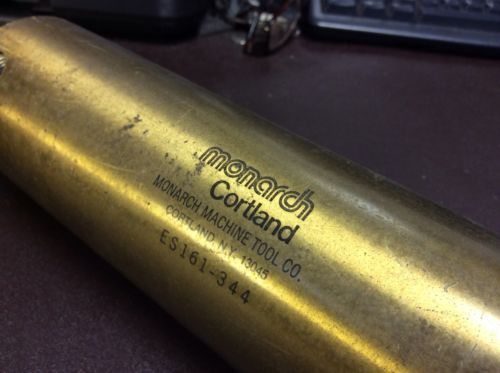 monarch
Cortland
MONARCH MACHINE TOOL CO.
CORTLAND, N.Y. 13045
ES161-344